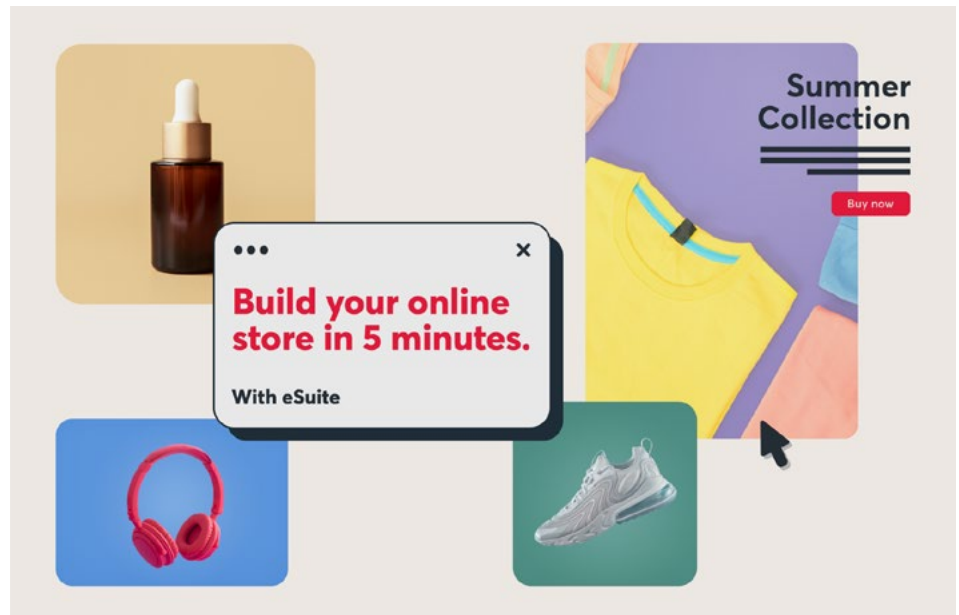 Summer
Collection
Buy now
Build your online
store in 5 minutes.
With eSuite